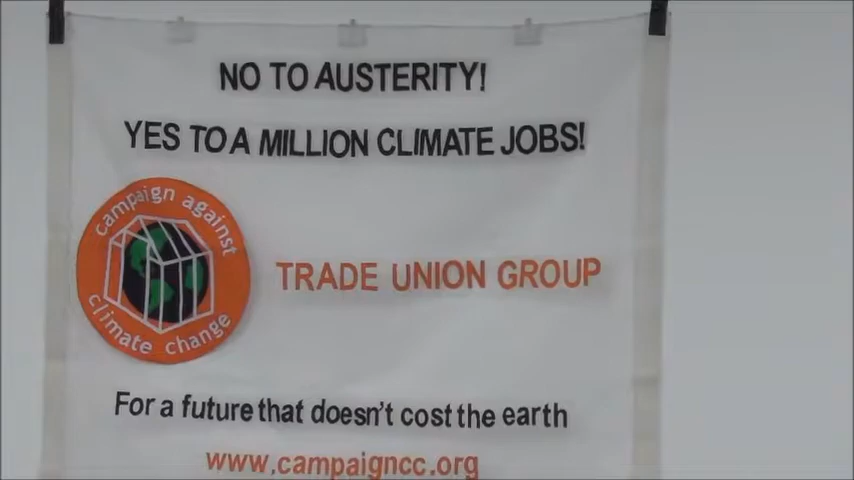 NO TO AUSTERITY!
YES TO A MILLION CLIMATE JOBS!
campaign against
climate change
TRADE UNION GROUP
For a future that doesn't cost the earth
www.campaigncc.org